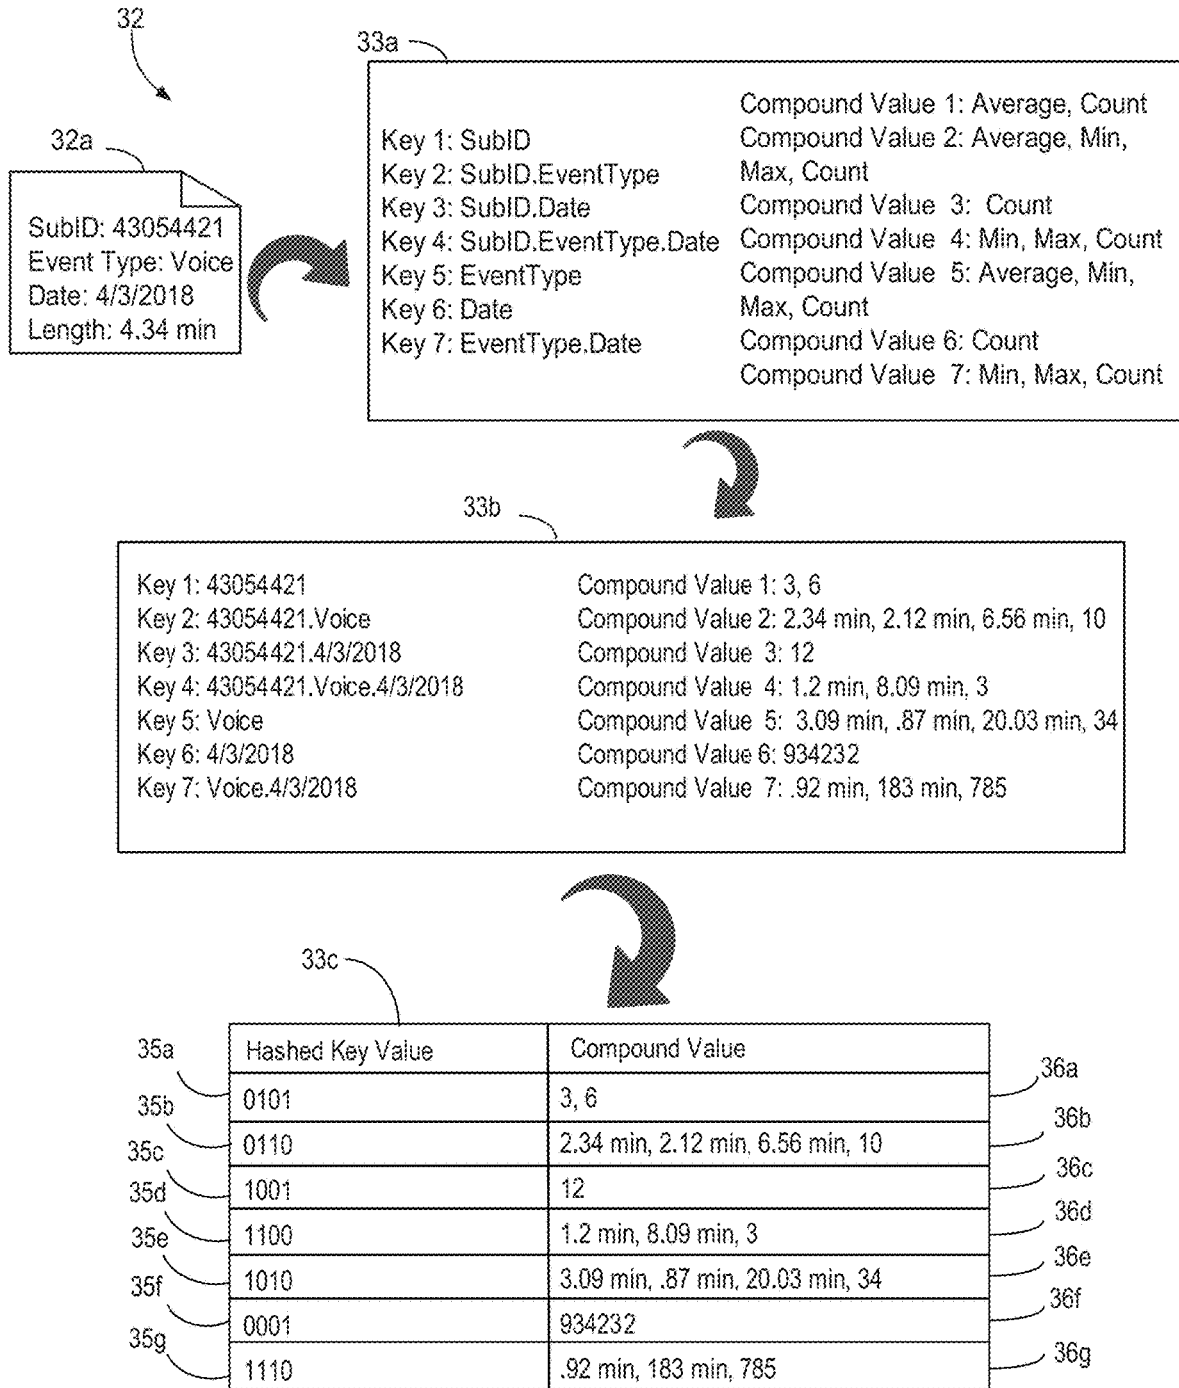 32
33a
32a
SubID: 43054421
Event Type: Voice
Date: 4/3/2018
Length: 4.34 min
Key 1: SubID
Key 2: SubID.EventType
Key 3: SubID.Date
Key 4: SubID.EventType.Date
Key 5: EventType
Key 6: Date
Key 7: EventType.Date
Compound Value 1: Average, Count
Compound Value 2: Average, Min,
Max, Count
Compound Value 3: Count
Compound Value 4: Min, Max, Count
Compound Value 5: Average, Min,
Max, Count
Compound Value 6: Count
Compound Value 7: Min, Max, Count
33b
Key 1: 43054421
Key 2: 43054421.Voice
Key 3: 43054421.4/3/2018
Key 4: 43054421.Voice.4/3/2018
Key 5: Voice
Key 6: 4/3/2018
Key 7: Voice.4/3/2018
Compound Value 1: 3, 6
Compound Value 2: 2.34 min, 2.12 min, 6.56 min, 10
Compound Value 3: 12
Compound Value 4: 1.2 min, 8.09 min, 3
Compound Value 5: 3.09 min, .87 min, 20.03 min, 34
Compound Value 6: 934232
Compound Value 7: .92 min, 183 min, 785
33c
Hashed Key Value Compound Value
35a 0101 3, 6 36a
35b 0110 2.34 min, 2.12 min, 6.56 min, 10 36b
35c 1001 12 36c
35d 1100 1.2 min, 8.09 min, 3 36d
35e 1010 3.09 min, .87 min, 20.03 min, 34 36e
35f 0001 934232 36f
35g 1110 .92 min, 183 min, 785 36g